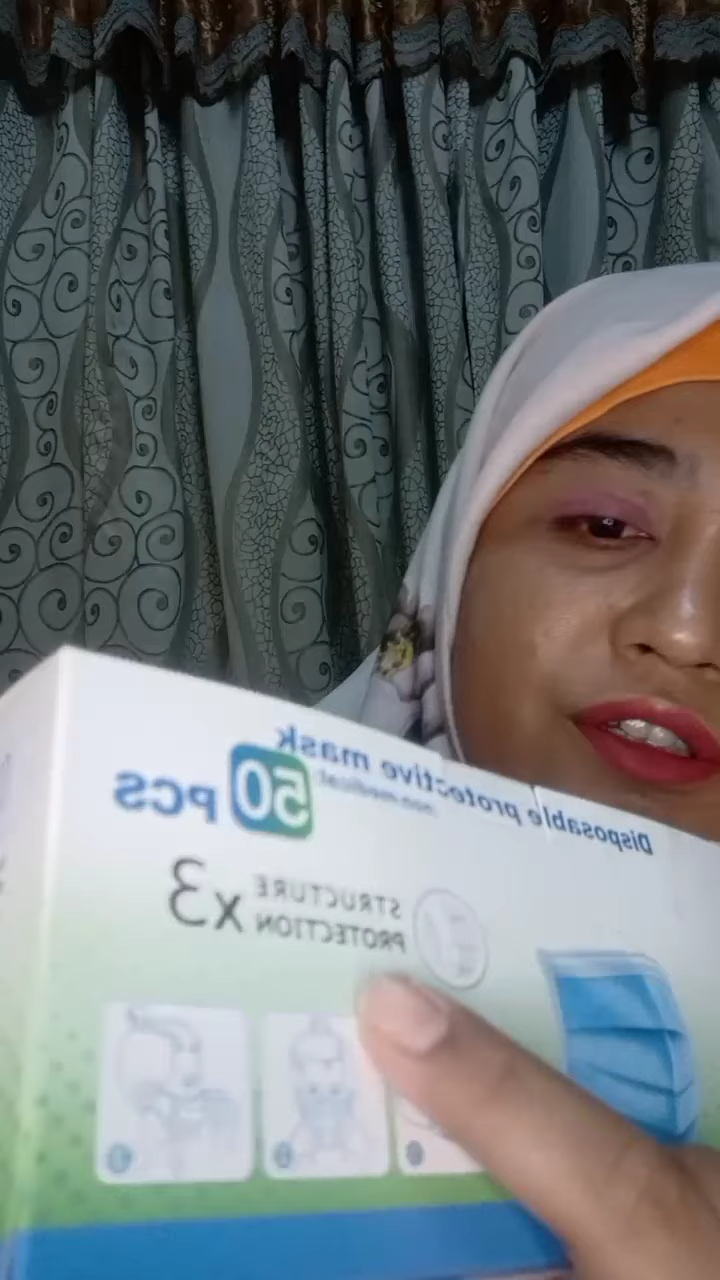 Disposable protective mask
non-medical
50 PCS
STRUCTURE
PROTECTION x3